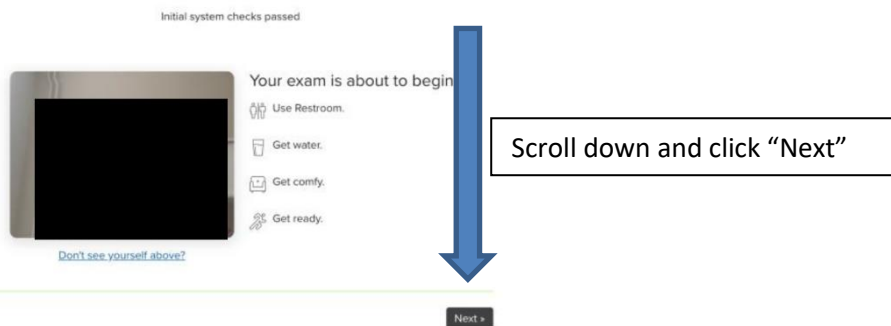 Initial system checks passed
Your exam is about to begin
Use Restroom.
Get water.
Get comfy.
Get ready.
Don't see yourself above?
Next »
Scroll down and click “Next”